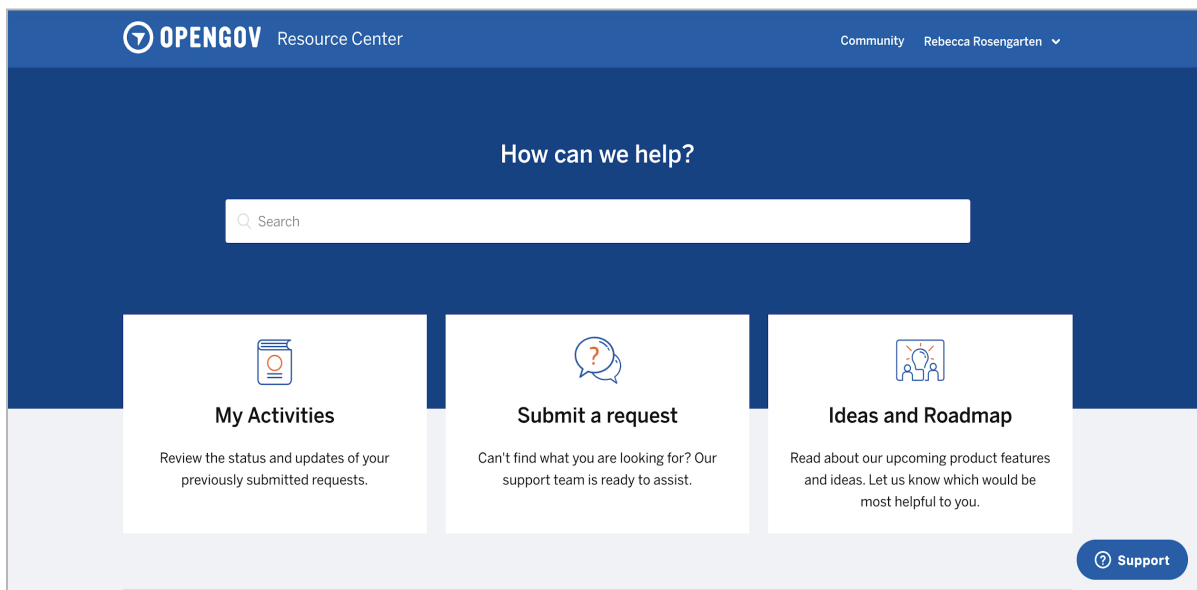 OPENGOV Resource Center
Community Rebecca Rosengarten
How can we help?
Search
?
My Activities
Review the status and updates of your
previously submitted requests.
Submit a request
Can't find what you are looking for? Our
support team is ready to assist.
Ideas and Roadmap
Read about our upcoming product features
and ideas. Let us know which would be
most helpful to you.
? Support